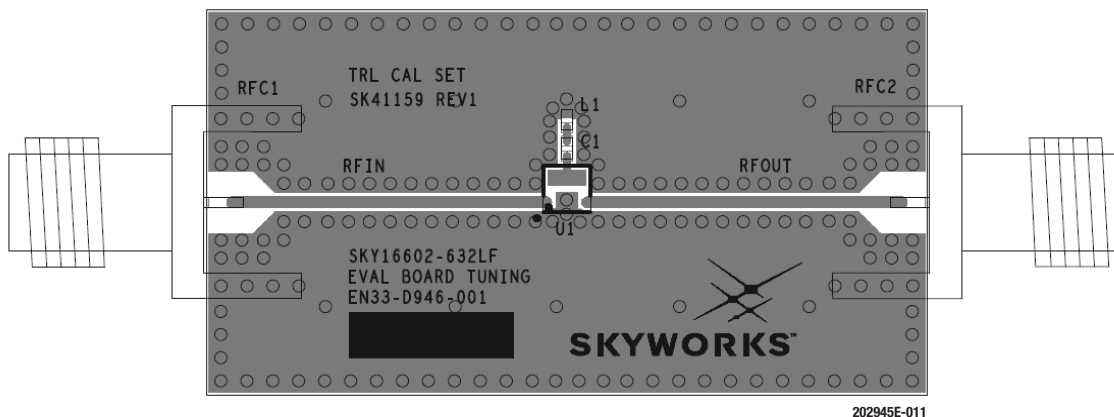 TRL CAL SET
RFC1
SK41159 REV1
RFC2
L1
C1
RFIN
RFOUT
U1
SKY16602-632LF
EVAL BOARD TUNING
EN33-D946-001
SKYWORKS™
202945E-011